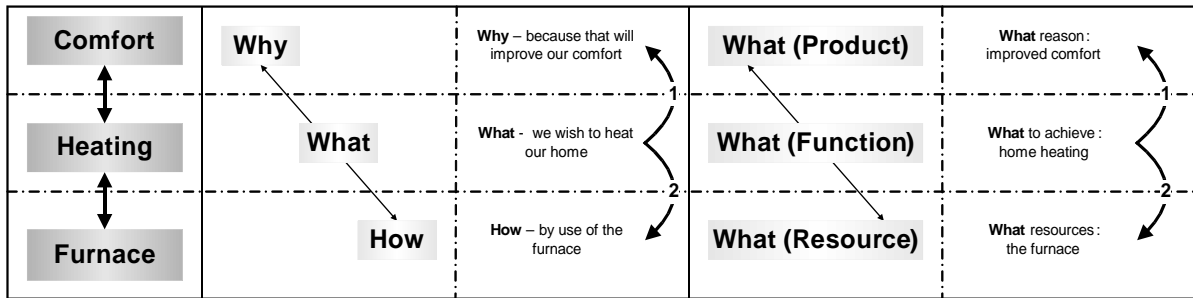 Comfort
Why
Why – because that will
improve our comfort
What (Product)
What reason :
improved comfort
1
1
Heating
What
What - we wish to heat
our home
What (Function)
What to achieve :
home heating
2
2
Furnace
How
How – by use of the
furnace
What (Resource)
What resources :
the furnace